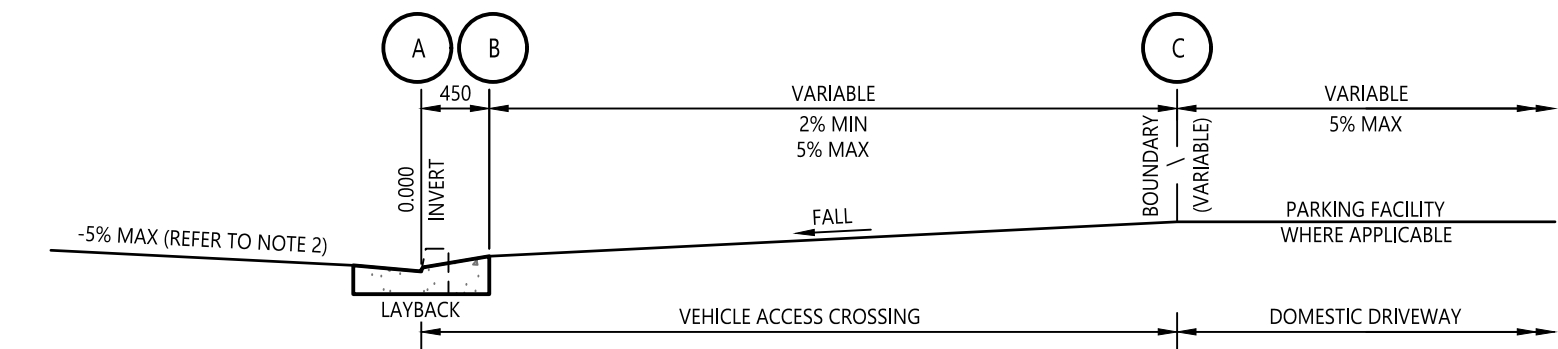 A
B
C
450
VARIABLE
2% MIN
5% MAX
VARIABLE
5% MAX
0.000
INVERT
BOUNDARY
(VARIABLE)
-5% MAX (REFER TO NOTE 2)
FALL
PARKING FACILITY
WHERE APPLICABLE
LAYBACK
VEHICLE ACCESS CROSSING
DOMESTIC DRIVEWAY